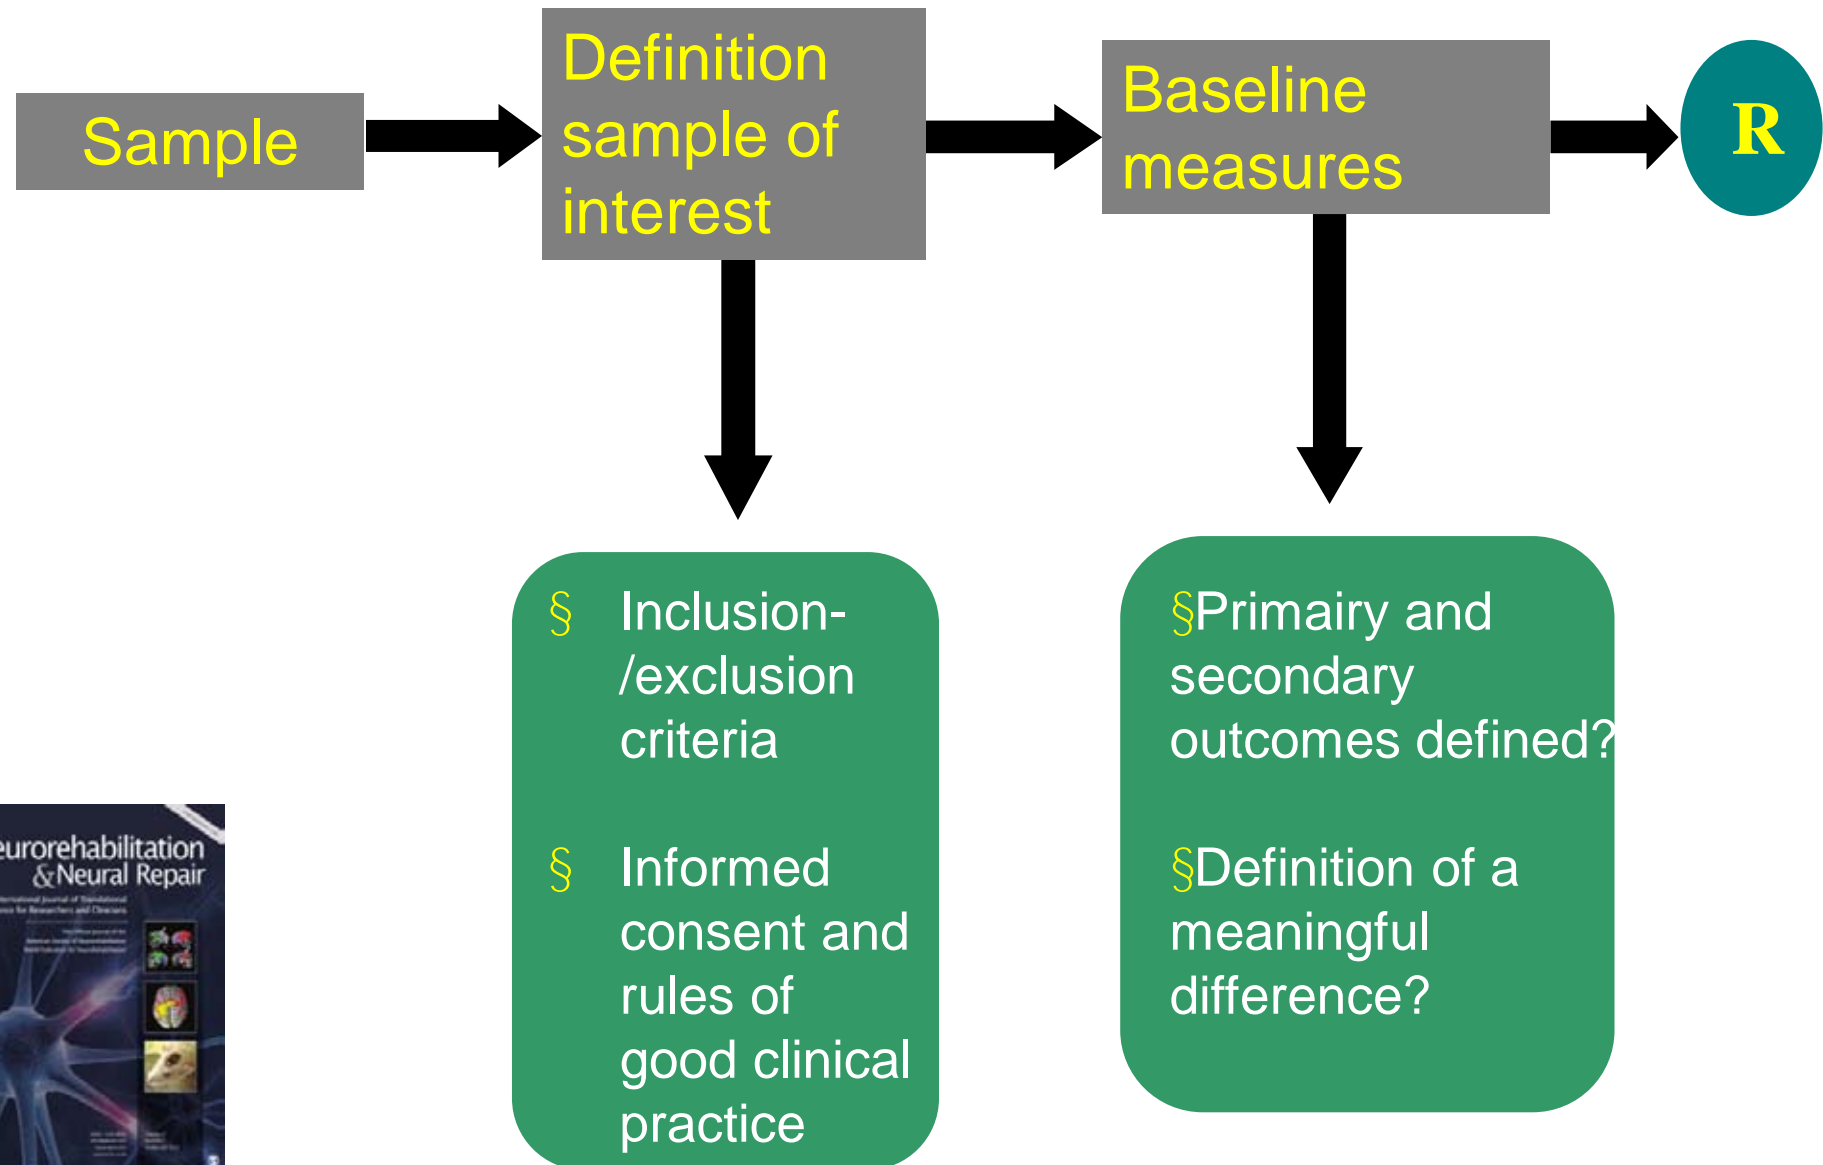 Sample
Definition
sample of
interest
Baseline
measures
R
§ Inclusion-
/exclusion
criteria
§ Informed
consent and
rules of
good clinical
practice
§Primairy and
secondary
outcomes defined?
§Definition of a
meaningful
difference?
eurorehabilitation
&Neural Repair